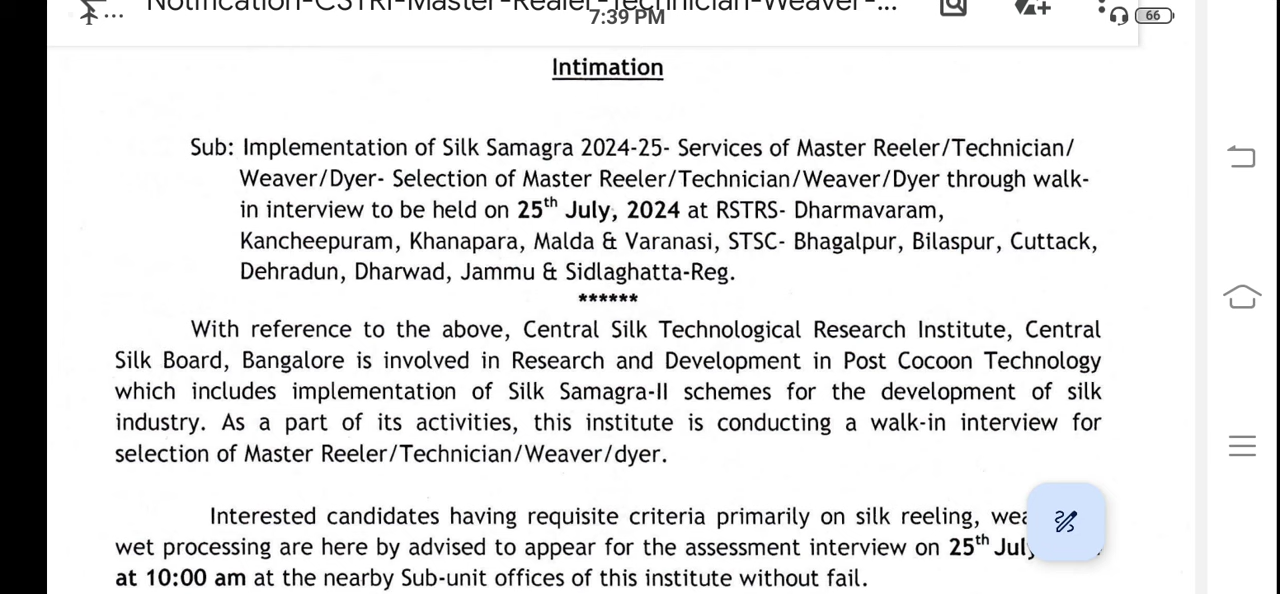 Notification-CSTRI-Master-Realer-Technician-Weaver-...
7:39 PM
66
Intimation
Sub: Implementation of Silk Samagra 2024-25- Services of Master Reeler/Technician/
Weaver/Dyer- Selection of Master Reeler/Technician/Weaver/Dyer through walk-
in interview to be held on 25th July, 2024 at RSTRS- Dharmavaram,
Kancheepuram, Khanapara, Malda & Varanasi, STSC- Bhagalpur, Bilaspur, Cuttack,
Dehradun, Dharwad, Jammu & Sidlaghatta-Reg.
******
With reference to the above, Central Silk Technological Research Institute, Central
Silk Board, Bangalore is involved in Research and Development in Post Cocoon Technology
which includes implementation of Silk Samagra-II schemes for the development of silk
industry. As a part of its activities, this institute is conducting a walk-in interview for
selection of Master Reeler/Technician/Weaver/dyer.
Interested candidates having requisite criteria primarily on silk reeling,
wet processing are here by advised to appear for the assessment interview on 25th
at 10:00 am at the nearby Sub-unit offices of this institute without fail.